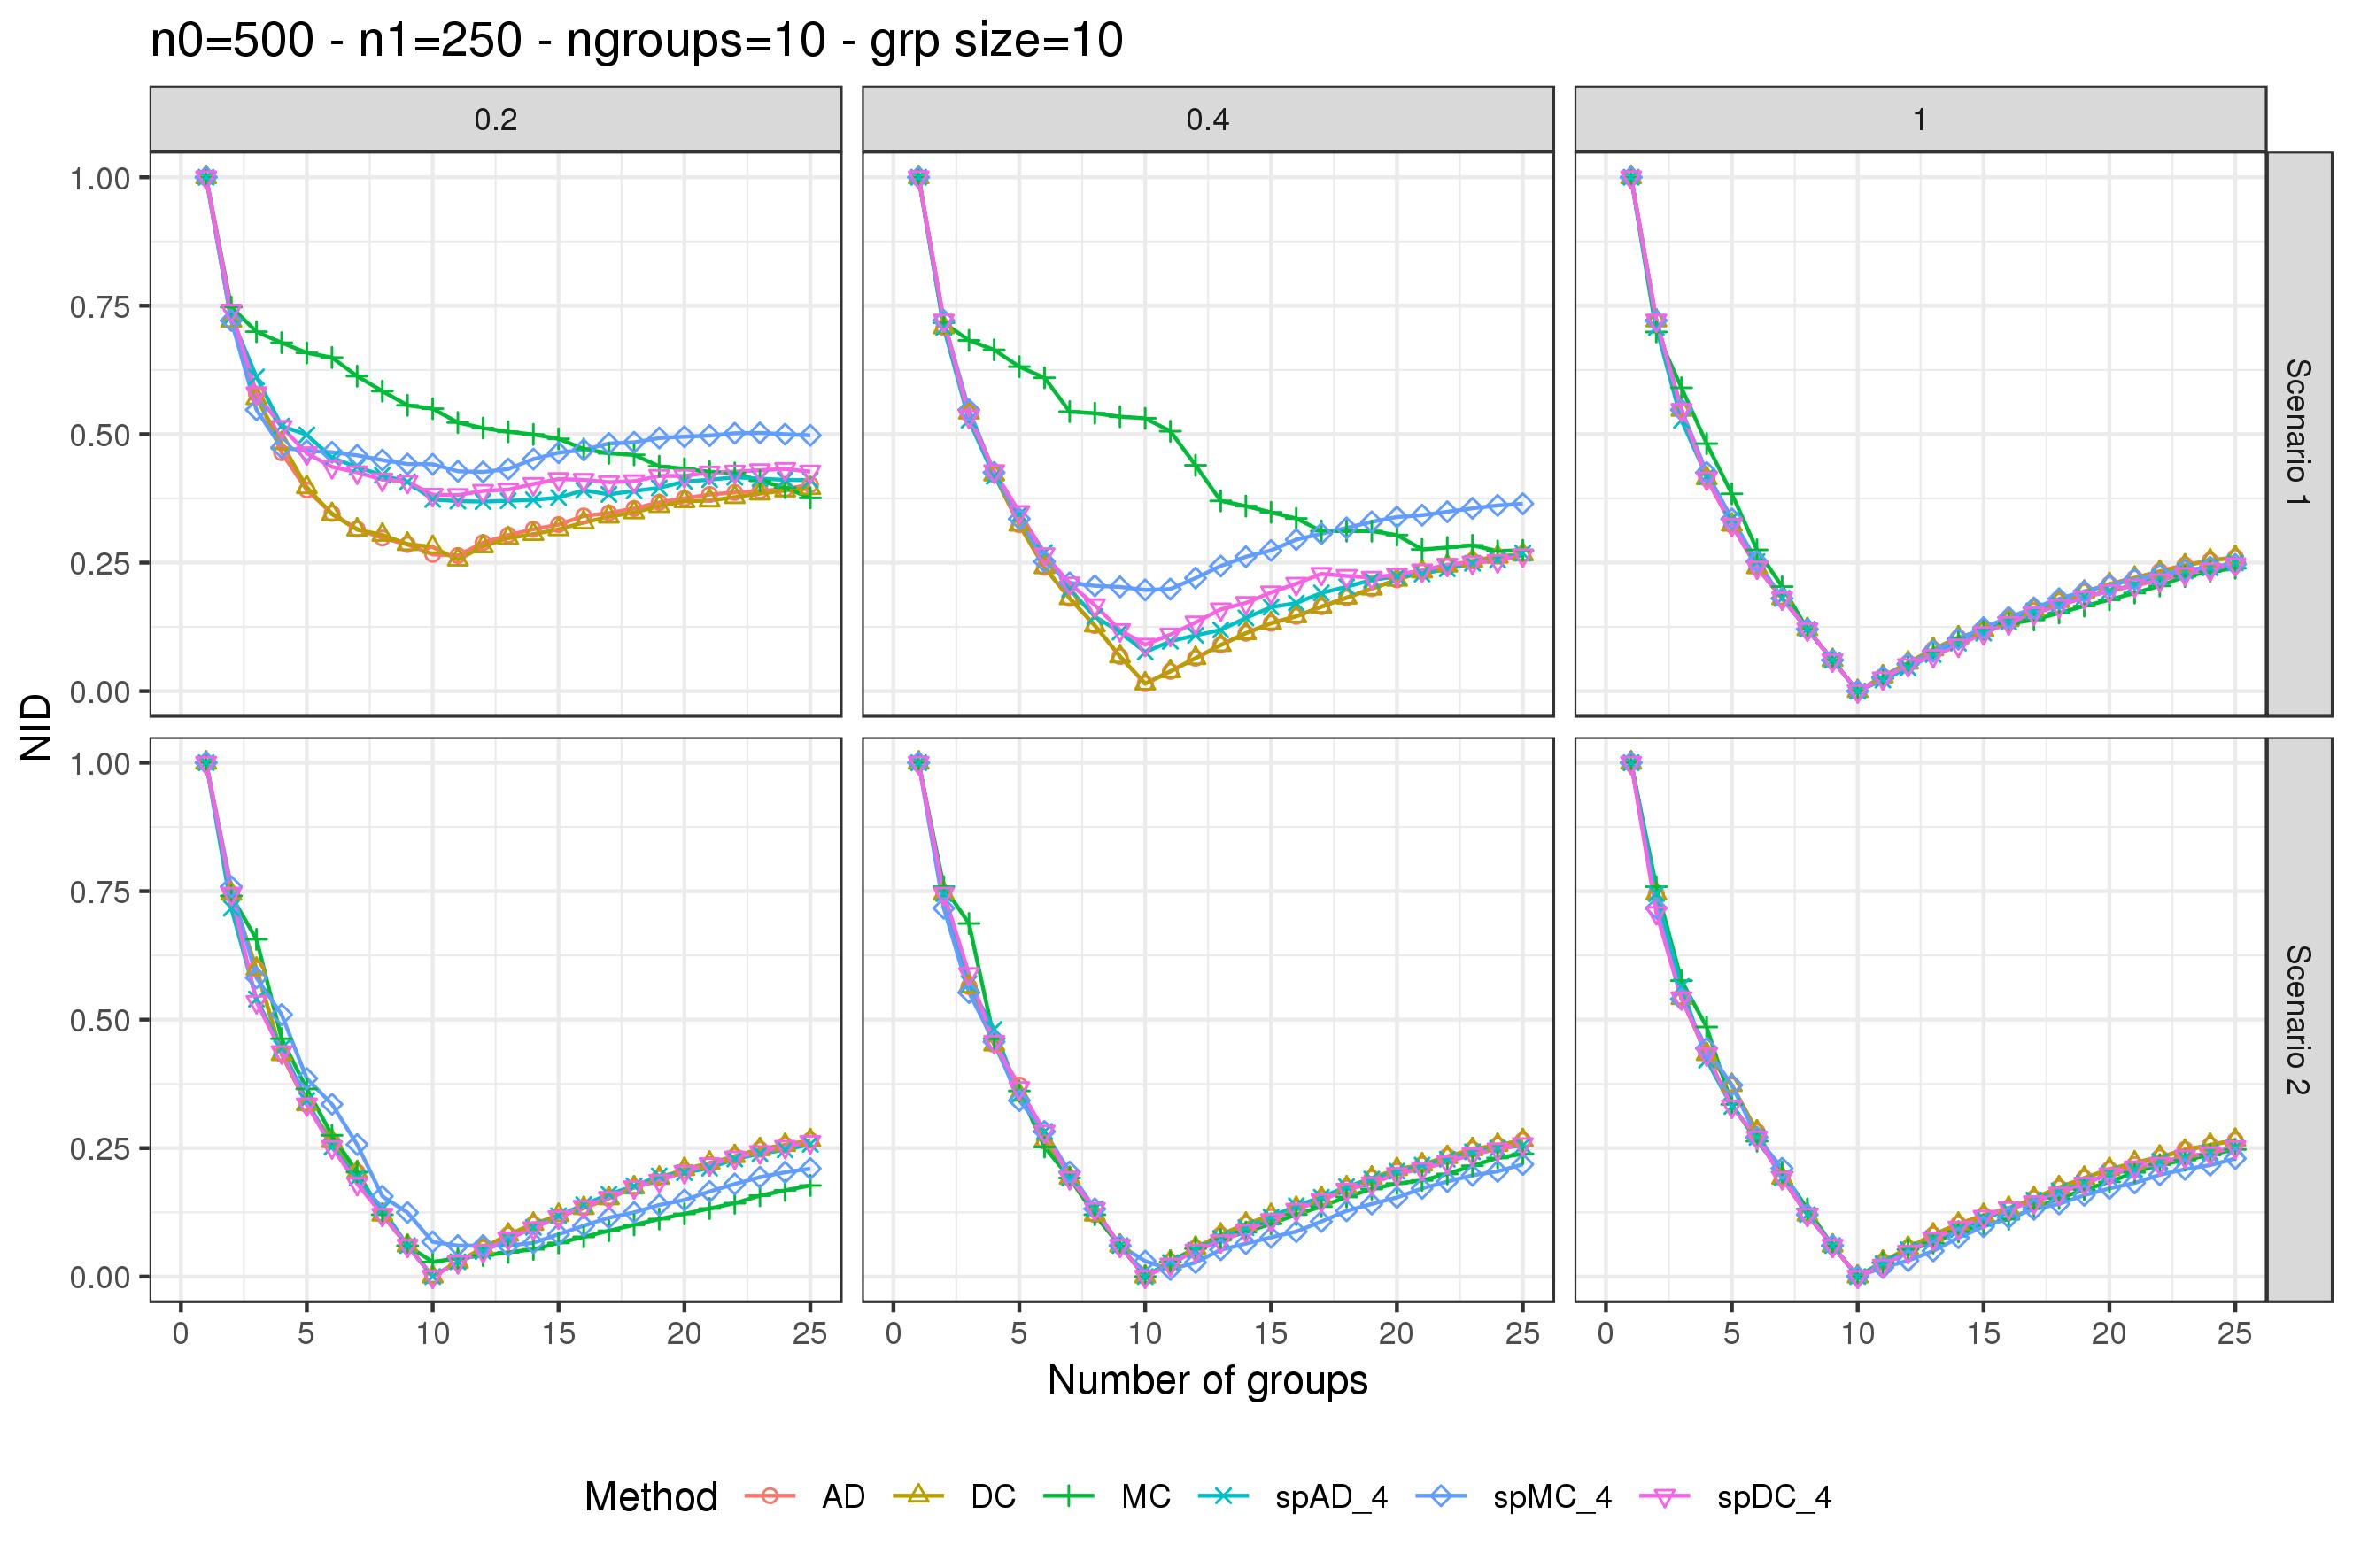 n0=500 - n1=250 - ngroups=10 - grp size=10
0.2 0.4 1
1.00
0.75
0.50
0.25
0.00
Scenario 1
NID
1.00
0.75
0.50
0.25
0.00
Scenario 2
0 5 10 15 20 25 0 5 10 15 20 25 0 5 10 15 20 25
Number of groups
Method AD DC MC spAD_4 spMC_4 spDC_4